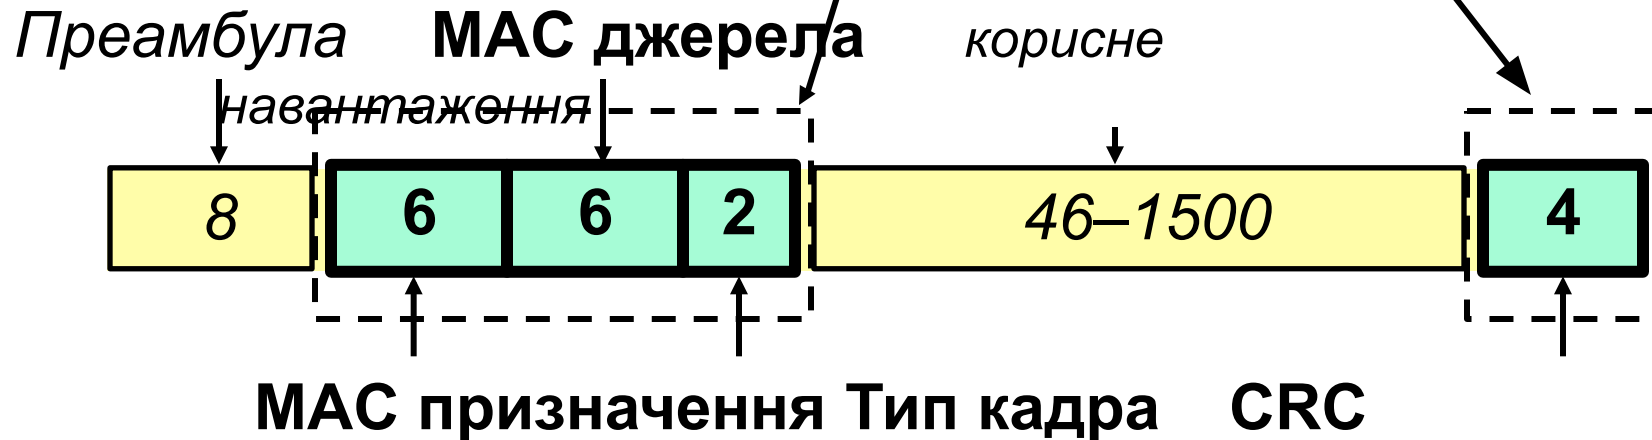 Преамбула МАС джерела корисне
навантаження
8 6 6 2 46–1500 4
МАС призначення Тип кадра CRC